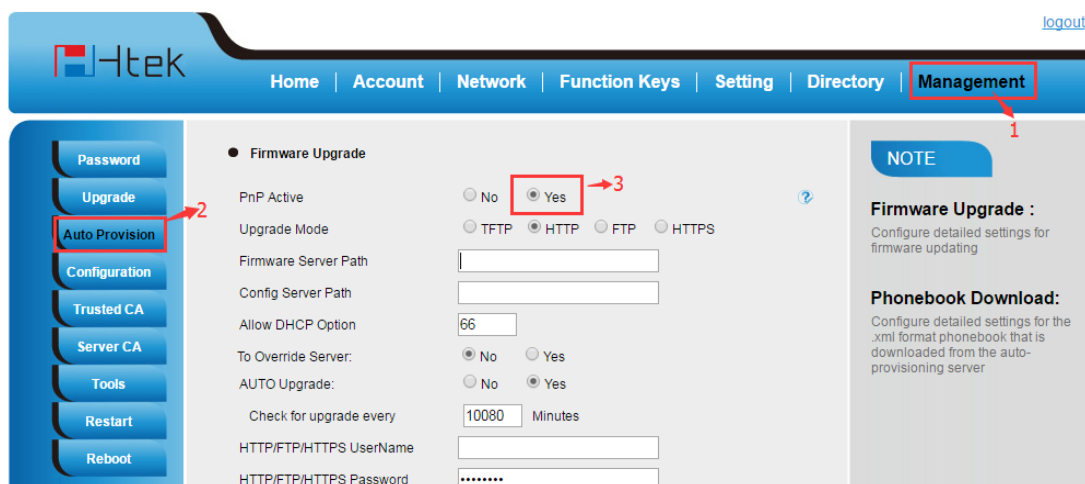 logout
Htek
Home | Account | Network | Function Keys | Setting | Directory | Management
1
Password
Upgrade
2
Auto Provision
Configuration
Trusted CA
Server CA
Tools
Restart
Reboot
Firmware Upgrade
PnP Active No Yes 3 ?
Upgrade Mode TFTP HTTP FTP HTTPS
Firmware Server Path
Config Server Path
Allow DHCP Option 66
To Override Server: No Yes
AUTO Upgrade: No Yes
Check for upgrade every 10080 Minutes
HTTP/FTP/HTTPS UserName
HTTP/FTP/HTTPS Password ••••••••
NOTE
Firmware Upgrade :
Configure detailed settings for
firmware updating
Phonebook Download:
Configure detailed settings for the
.xml format phonebook that is
downloaded from the auto-
provisioning server